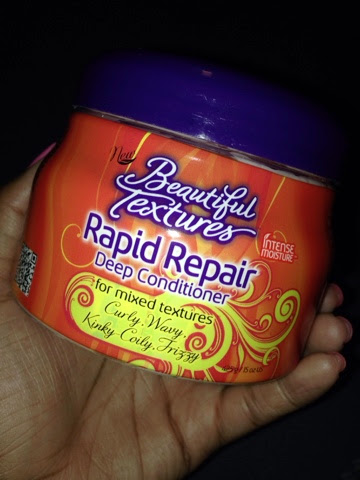 New
Beautiful
Textures
Rapid Repair
Deep Conditioner
INTENSE
MOISTURE
for mixed textures
Curly, Wavy,
Kinky-Coily, Frizzy